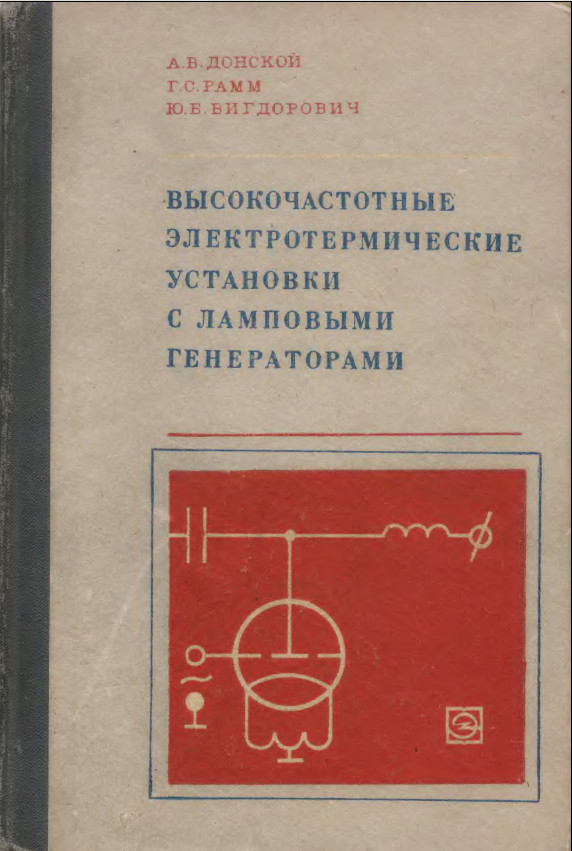 А.В.ДОНСКОЙ
Г.С.РАММ
Ю.Б.ВИГДОРОВИЧ
ВЫСОКОЧАСТОТНЫЕ
ЭЛЕКТРОТЕРМИЧЕСКИЕ
УСТАНОВКИ
С ЛАМПОВЫМИ
ГЕНЕРАТОРАМИ